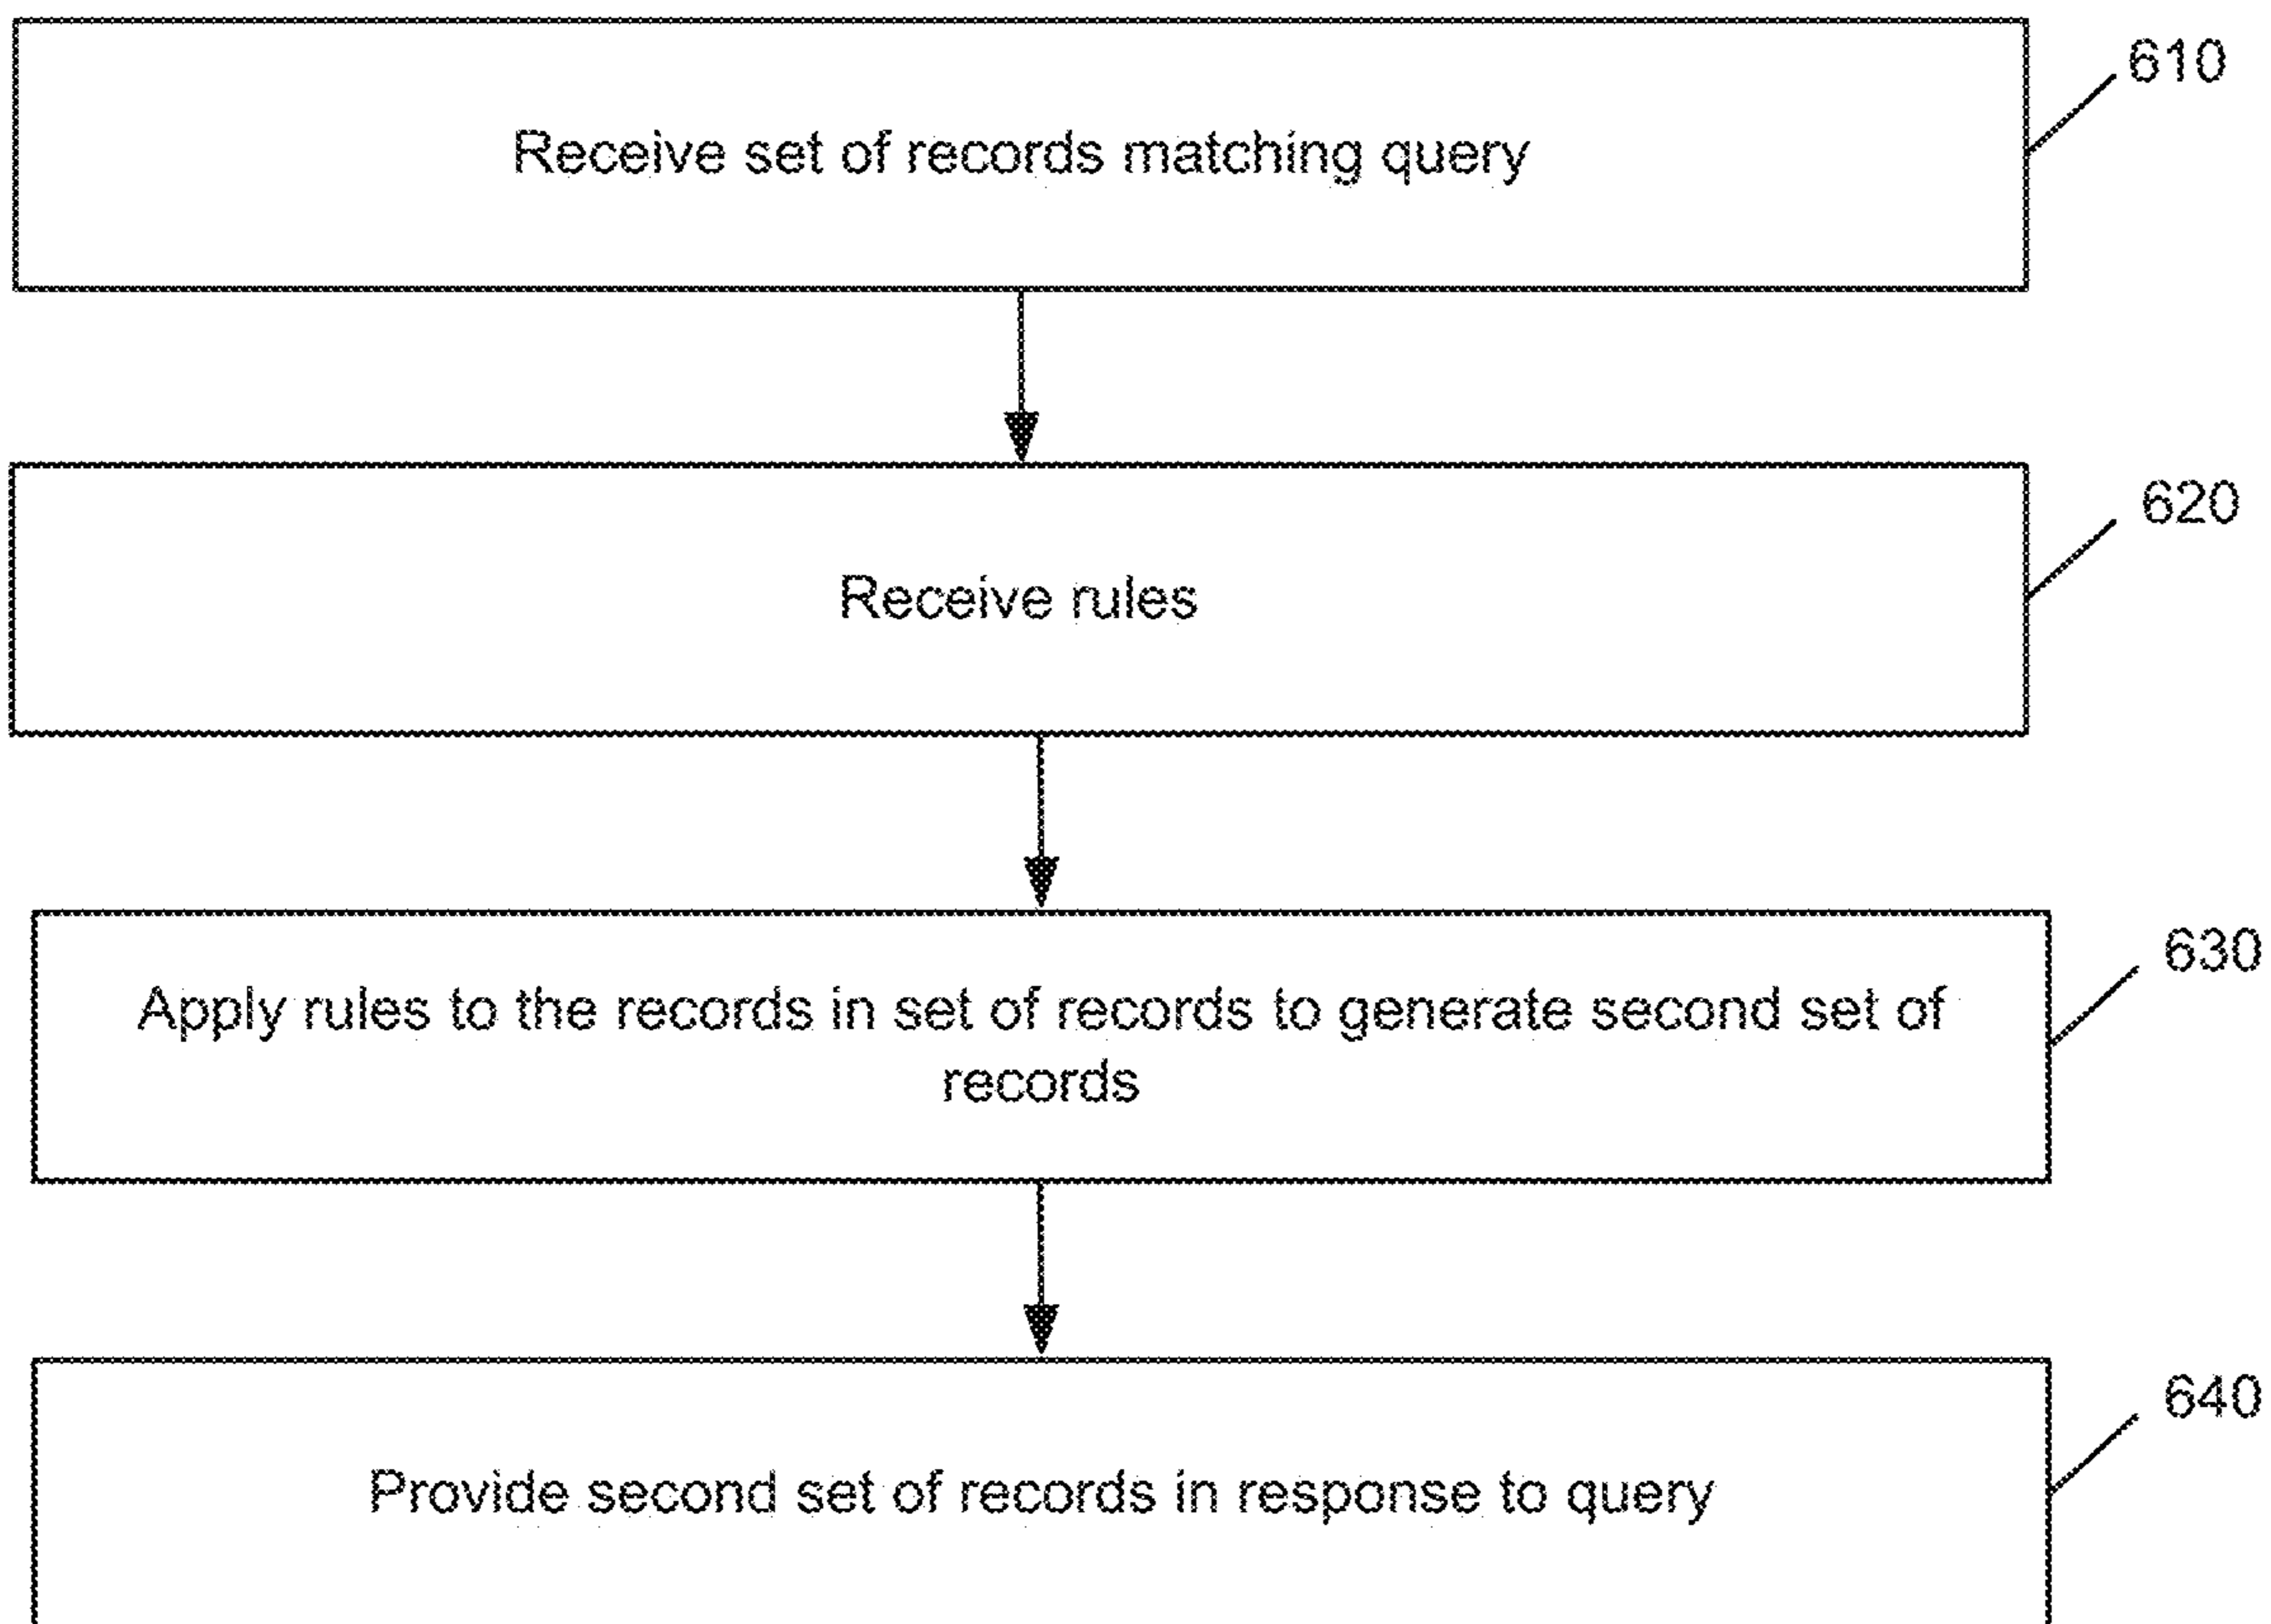 610
Receive set of records matching query
620
Receive rules
630
Apply rules to the records in set of records to generate second set of
records
640
Provide second set of records in response to query